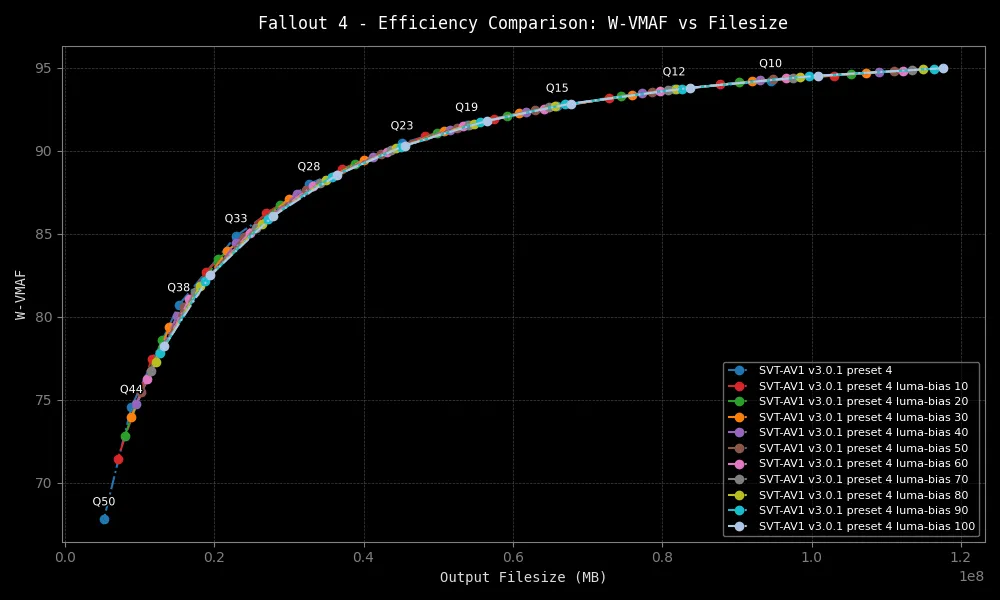 Fallout 4 - Efficiency Comparison: W-VMAF vs Filesize
95
90
85
80
75
70
W-VMAF
Q10
Q12
Q15
Q19
Q23
Q28
Q33
Q38
Q44
Q50
SVT-AV1 v3.0.1 preset 4
SVT-AV1 v3.0.1 preset 4 luma-bias 10
SVT-AV1 v3.0.1 preset 4 luma-bias 20
SVT-AV1 v3.0.1 preset 4 luma-bias 30
SVT-AV1 v3.0.1 preset 4 luma-bias 40
SVT-AV1 v3.0.1 preset 4 luma-bias 50
SVT-AV1 v3.0.1 preset 4 luma-bias 60
SVT-AV1 v3.0.1 preset 4 luma-bias 70
SVT-AV1 v3.0.1 preset 4 luma-bias 80
SVT-AV1 v3.0.1 preset 4 luma-bias 90
SVT-AV1 v3.0.1 preset 4 luma-bias 100
0.0 0.2 0.4 0.6 0.8 1.0 1.2
1e8
Output Filesize (MB)